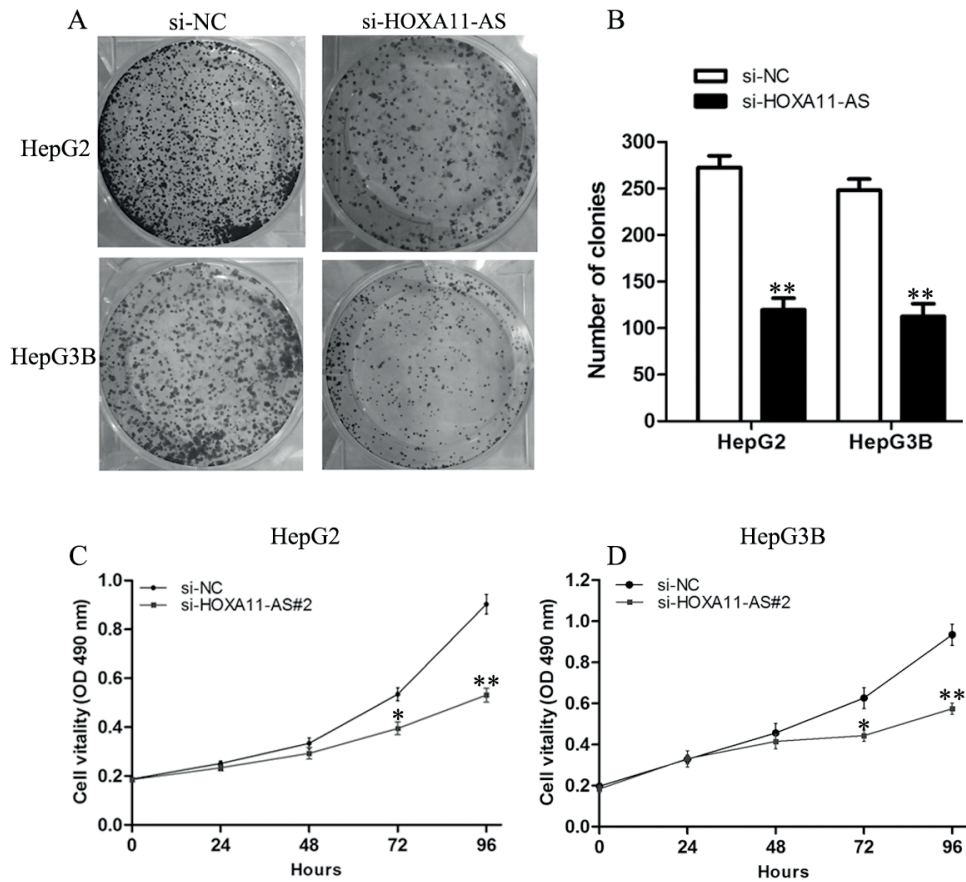 A
si-NC
si-HOXA11-AS
HepG2
HepG3B
B
si-NC
si-HOXA11-AS
Number of clonies
300
250
200
150
100
50
0
**
**
HepG2
HepG3B
C
HepG2
si-NC
si-HOXA11-AS#2
Cell vitality (OD 490 nm)
1.0
0.8
0.6
0.4
0.2
0.0
*
**
0 24 48 72 96
Hours
D
HepG3B
si-NC
si-HOXA11-AS#2
Cell vitality (OD 490 nm)
1.2
1.0
0.8
0.6
0.4
0.2
0.0
*
**
0 24 48 72 96
Hours